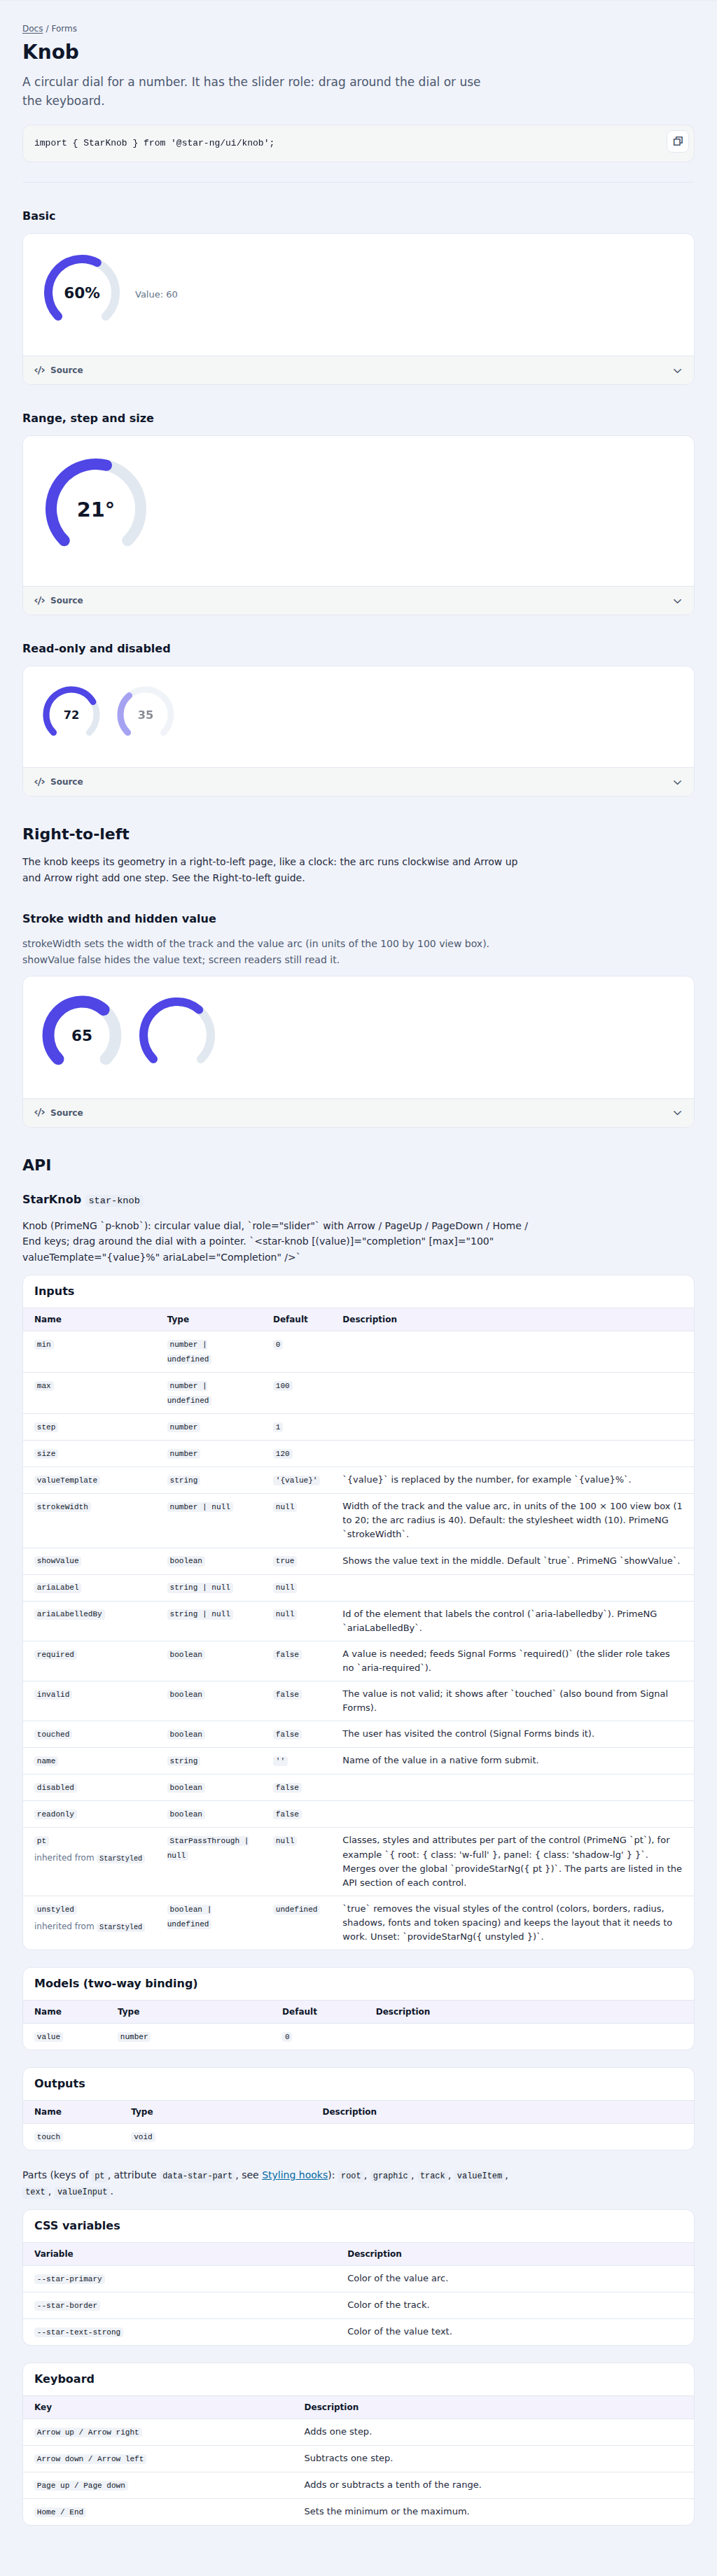 Docs / Forms
Knob
A circular dial for a number. It has the slider role: drag around the dial or use
the keyboard.
import { StarKnob } from '@star-ng/ui/knob';
Basic
60%
Value: 60
Source
Range, step and size
21°
Source
Read-only and disabled
72
35
Source
Right-to-left
The knob keeps its geometry in a right-to-left page, like a clock: the arc runs clockwise and Arrow up
and Arrow right add one step. See the Right-to-left guide.
Stroke width and hidden value
strokeWidth sets the width of the track and the value arc (in units of the 100 by 100 view box).
showValue false hides the value text; screen readers still read it.
65
Source
API
StarKnob star-knob
Knob (PrimeNG `p-knob`): circular value dial, `role="slider"` with Arrow / PageUp / PageDown / Home /
End keys; drag around the dial with a pointer. `<star-knob [(value)]="completion" [max]="100"
valueTemplate="{value}%" ariaLabel="Completion" />`
Inputs
Name Type Default Description
min number | 0
undefined
max number | 100
undefined
step number 1
size number 120
valueTemplate string '{value}' `{value}` is replaced by the number, for example `{value}%`.
strokeWidth number | null null Width of the track and the value arc, in units of the 100 × 100 view box (1
to 20; the arc radius is 40). Default: the stylesheet width (10). PrimeNG
`strokeWidth`.
showValue boolean true Shows the value text in the middle. Default `true`. PrimeNG `showValue`.
ariaLabel string | null null
ariaLabelledBy string | null null Id of the element that labels the control (`aria-labelledby`). PrimeNG
`ariaLabelledBy`.
required boolean false A value is needed; feeds Signal Forms `required()` (the slider role takes
no `aria-required`).
invalid boolean false The value is not valid; it shows after `touched` (also bound from Signal
Forms).
touched boolean false The user has visited the control (Signal Forms binds it).
name string '' Name of the value in a native form submit.
disabled boolean false
readonly boolean false
pt StarPassThrough | null Classes, styles and attributes per part of the control (PrimeNG `pt`), for
inherited from StarStyled null example `{ root: { class: 'w-full' }, panel: { class: 'shadow-lg' } }`.
Merges over the global `provideStarNg({ pt })`. The parts are listed in the
API section of each control.
unstyled boolean | undefined `true` removes the visual styles of the control (colors, borders, radius,
inherited from StarStyled undefined shadows, fonts and token spacing) and keeps the layout that it needs to
work. Unset: `provideStarNg({ unstyled })`.
Models (two-way binding)
Name Type Default Description
value number 0
Outputs
Name Type Description
touch void
Parts (keys of pt, attribute data-star-part, see Styling hooks): root, graphic, track, valueItem,
text, valueInput.
CSS variables
Variable Description
--star-primary Color of the value arc.
--star-border Color of the track.
--star-text-strong Color of the value text.
Keyboard
Key Description
Arrow up / Arrow right Adds one step.
Arrow down / Arrow left Subtracts one step.
Page up / Page down Adds or subtracts a tenth of the range.
Home / End Sets the minimum or the maximum.